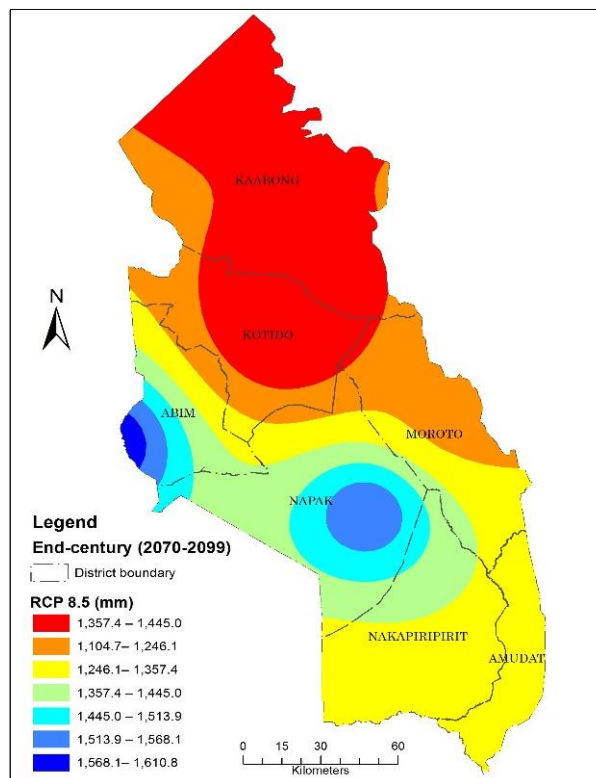 KAABONG
N
KOTIDO
ABIM
MOROTO
NAPAK
NAKAPIRIPIRIT
AMUDAT
Legend
End-century (2070-2099)
District boundary
RCP 8.5 (mm)
1,357.4 – 1,445.0
1,104.7– 1,246.1
1,246.1– 1,357.4
1,357.4 – 1,445.0
1,445.0 – 1,513.9
1,513.9 – 1,568.1
1,568.1– 1,610.8
0 15 30 60
Kilometers